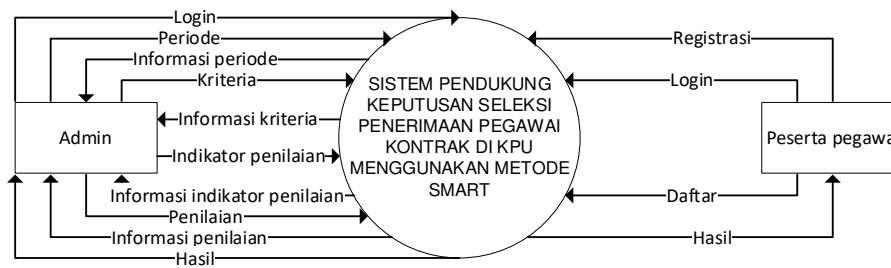 Login
Periode
Informasi periode
Kriteria
Informasi kriteria
Indikator penilaian
Informasi indikator penilaian
Penilaian
Informasi penilaian
Hasil
Admin
SISTEM PENDUKUNG
KEPUTUSAN SELEKSI
PENERIMAAN PEGAWAI
KONTRAK DI KPU
MENGGUNAKAN METODE
SMART
Registrasi
Login
Peserta pegawa
Daftar
Hasil